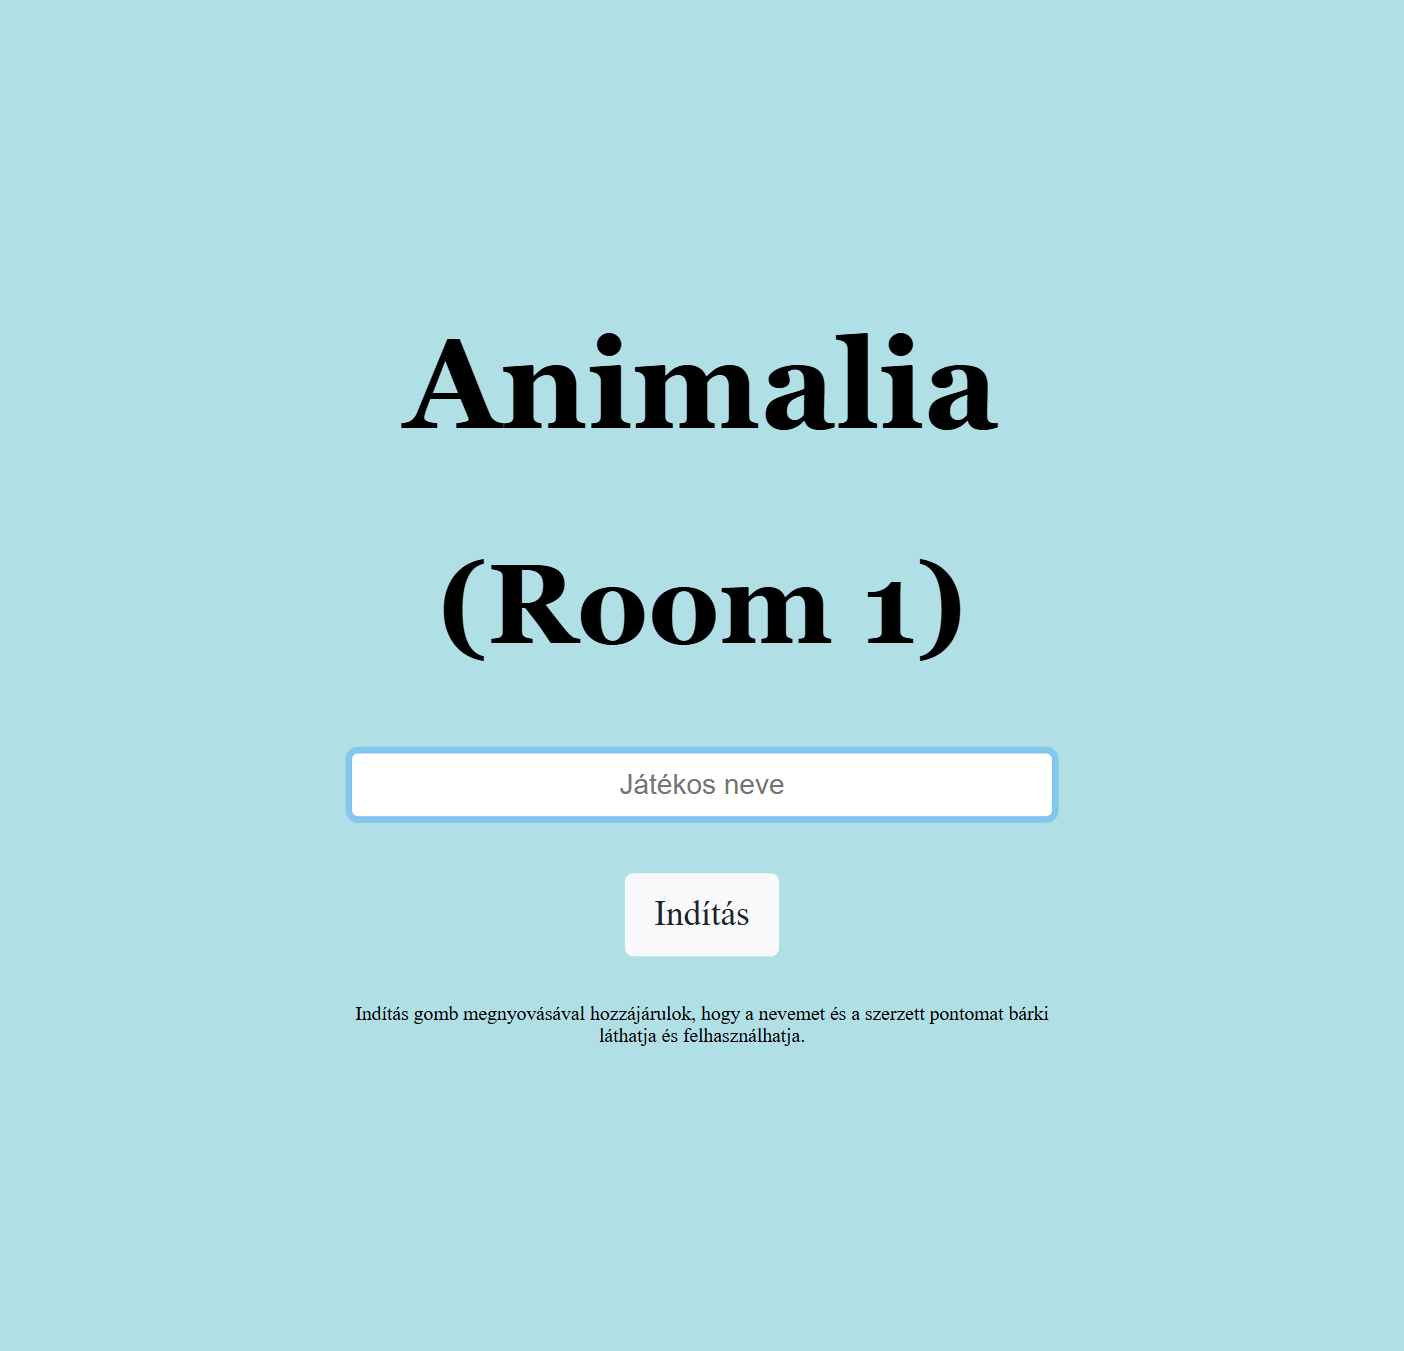 Animalia
(Room 1)
Játékos neve
Indítás
Indítás gomb megnyovásával hozzájárulok, hogy a nevemet és a szerzett pontomat bárki
láthatja és felhasználhatja.